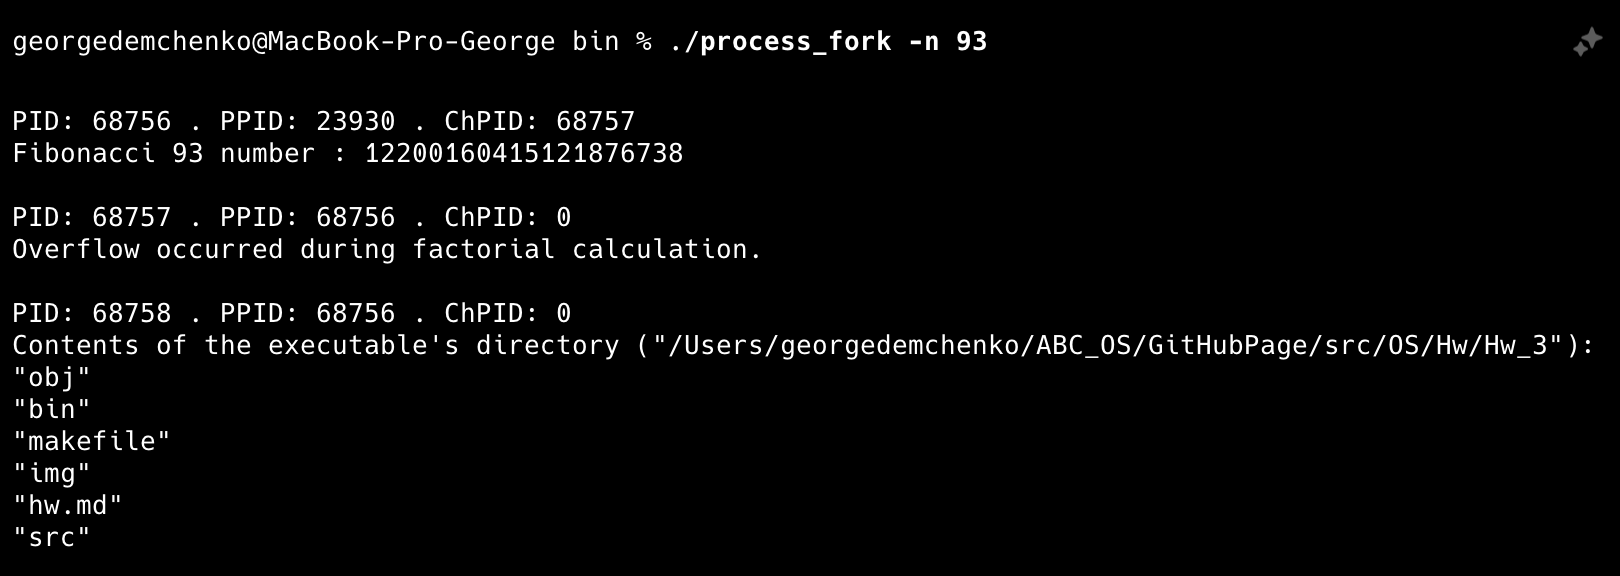 georgedemchenko@MacBook-Pro-George bin % ./process_fork -n 93
PID: 68756 . PPID: 23930 . ChPID: 68757
Fibonacci 93 number : 12200160415121876738
PID: 68757 . PPID: 68756 . ChPID: 0
Overflow occurred during factorial calculation.
PID: 68758 . PPID: 68756 . ChPID: 0
Contents of the executable's directory ("/Users/georgedemchenko/ABC_OS/GitHubPage/src/OS/Hw/Hw_3"):
"obj"
"bin"
"makefile"
"img"
"hw.md"
"src"